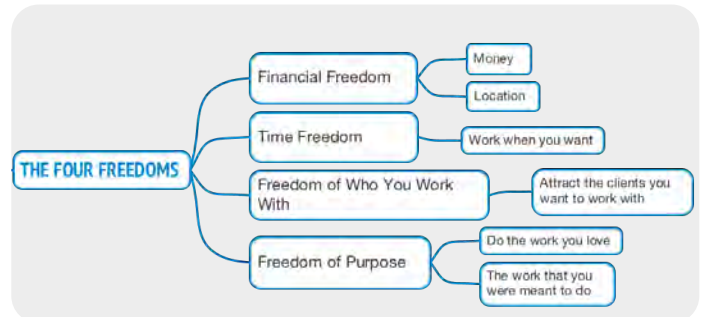 THE FOUR FREEDOMS
Financial Freedom
Money
Location
Time Freedom
Work when you want
Freedom of Who You Work
With
Attract the clients you
want to work with
Freedom of Purpose
Do the work you love
The work that you
were meant to do